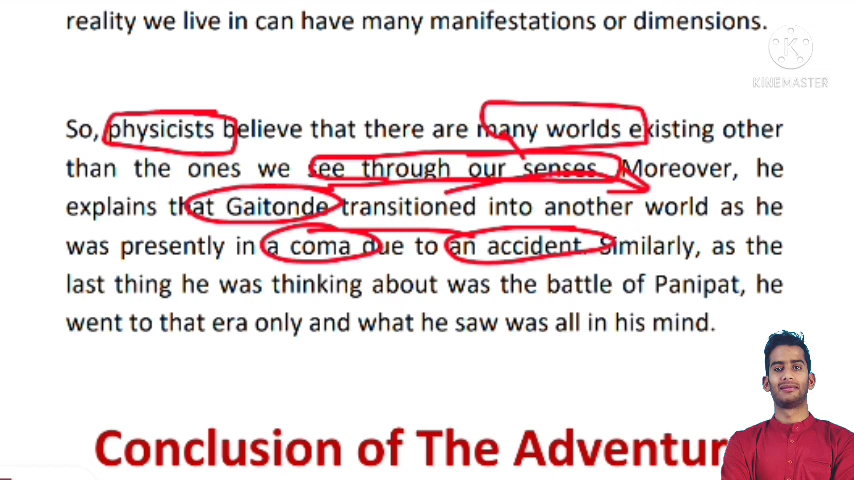 reality we live in can have many manifestations or dimensions.
KINEMASTER
So, physicists believe that there are many worlds existing other
than the ones we see through our senses. Moreover, he
explains that Gaitonde transitioned into another world as he
was presently in a coma due to an accident. Similarly, as the
last thing he was thinking about was the battle of Panipat, he
went to that era only and what he saw was all in his mind.
Conclusion of The Adventur